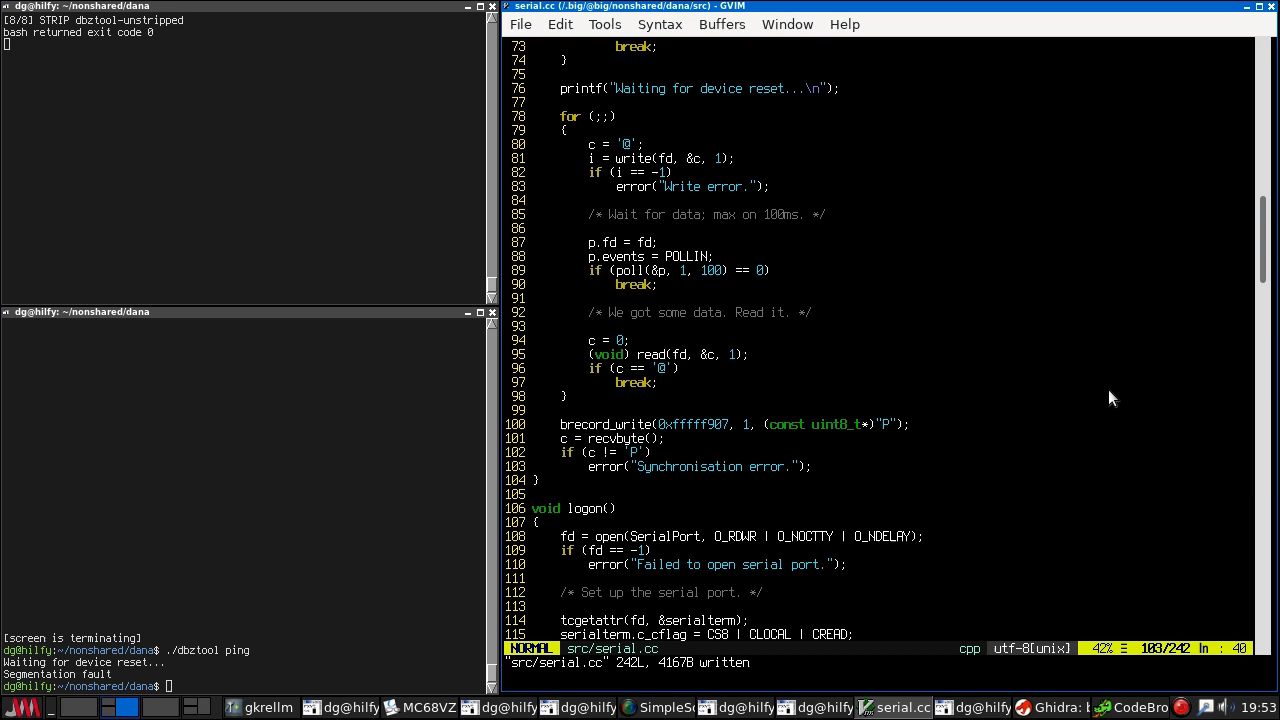 dg@hilfy: ~/nonshared/dana
[8/8] STRIP dbztool-unstripped
bash returned exit code 0
dg@hilfy: ~/nonshared/dana
[screen is terminating]
dg@hilfy:~/nonshared/dana$ ./dbztool ping
Waiting for device reset...
Segmentation fault
dg@hilfy:~/nonshared/dana$
serial.cc (/.big/@big/nonshared/dana/src) - GVIM
File Edit Tools Syntax Buffers Window Help
73 break;
74 }
75
76 printf("Waiting for device reset...\n");
77
78 for (;;)
79 {
80 c = '@';
81 i = write(fd, &c, 1);
82 if (i == -1)
83 error("Write error.");
84
85 /* Wait for data; max on 100ms. */
86
87 p.fd = fd;
88 p.events = POLLIN;
89 if (poll(&p, 1, 100) == 0)
90 break;
91
92 /* We got some data. Read it. */
93
94 c = 0;
95 (void) read(fd, &c, 1);
96 if (c == '@')
97 break;
98 }
99
100 brecord_write(0xfffff907, 1, (const uint8_t*)"P");
101 c = recvbyte();
102 if (c != 'P')
103 error("Synchronisation error.");
104 }
105
106 void logon()
107 {
108 fd = open(SerialPort, O_RDWR | O_NOCTTY | O_NDELAY);
109 if (fd == -1)
110 error("Failed to open serial port.");
111
112 /* Set up the serial port. */
113
114 tcgetattr(fd, &serialterm);
115 serialterm.c_cflag = CS8 | CLOCAL | CREAD;
NORMAL src/serial.cc cpp utf-8[unix] 42% ☰ 103/242 ln : 40
"src/serial.cc" 242L, 4167B written
gkrellm dg@hilfy MC68VZ dg@hilfy dg@hilfy SimpleSe dg@hilfy dg@hilfy serial.cc dg@hilfy Ghidra: b CodeBro 19:53